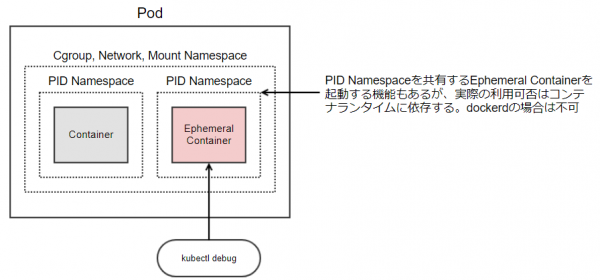 Pod
Cgroup, Network, Mount Namespace
PID Namespace
PID Namespace
Container
Ephemeral
Container
PID Namespaceを共有するEphemeral Containerを
起動する機能もあるが、実際の利用可否はコンテ
ナランタイムに依存する。dockerdの場合は不可
kubectl debug